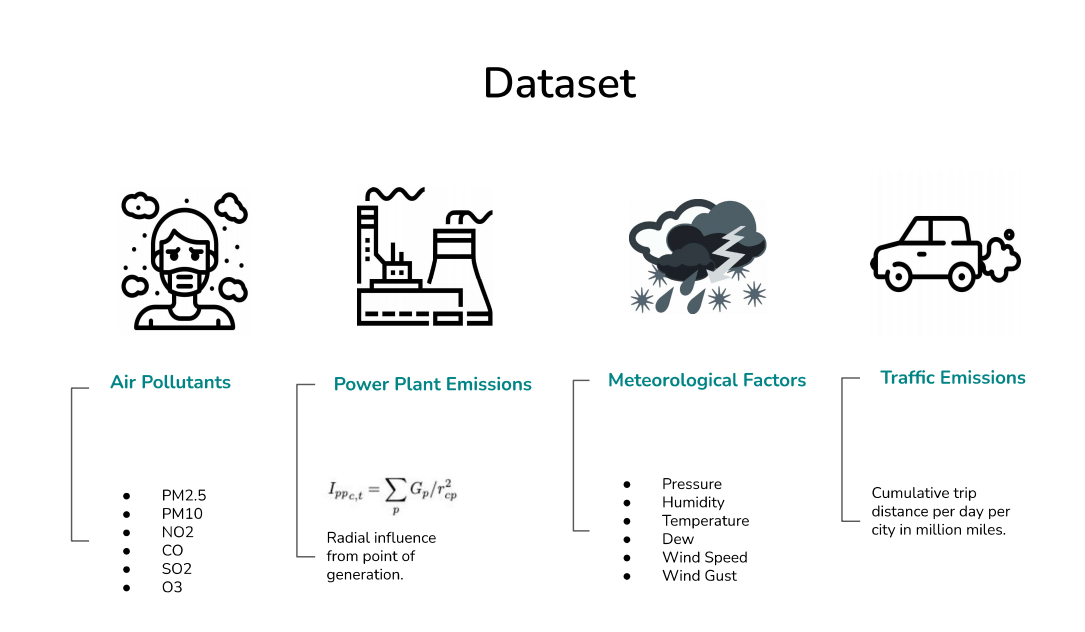 Dataset
Air Pollutants
● PM2.5
● PM10
● NO2
● CO
● SO2
● O3
Power Plant Emissions
I_{pp_{c,t}} = \sum_p G_p/r_{cp}^2
Radial influence
from point of
generation.
Meteorological Factors
● Pressure
● Humidity
● Temperature
● Dew
● Wind Speed
● Wind Gust
Traffic Emissions
Cumulative trip
distance per day per
city in million miles.